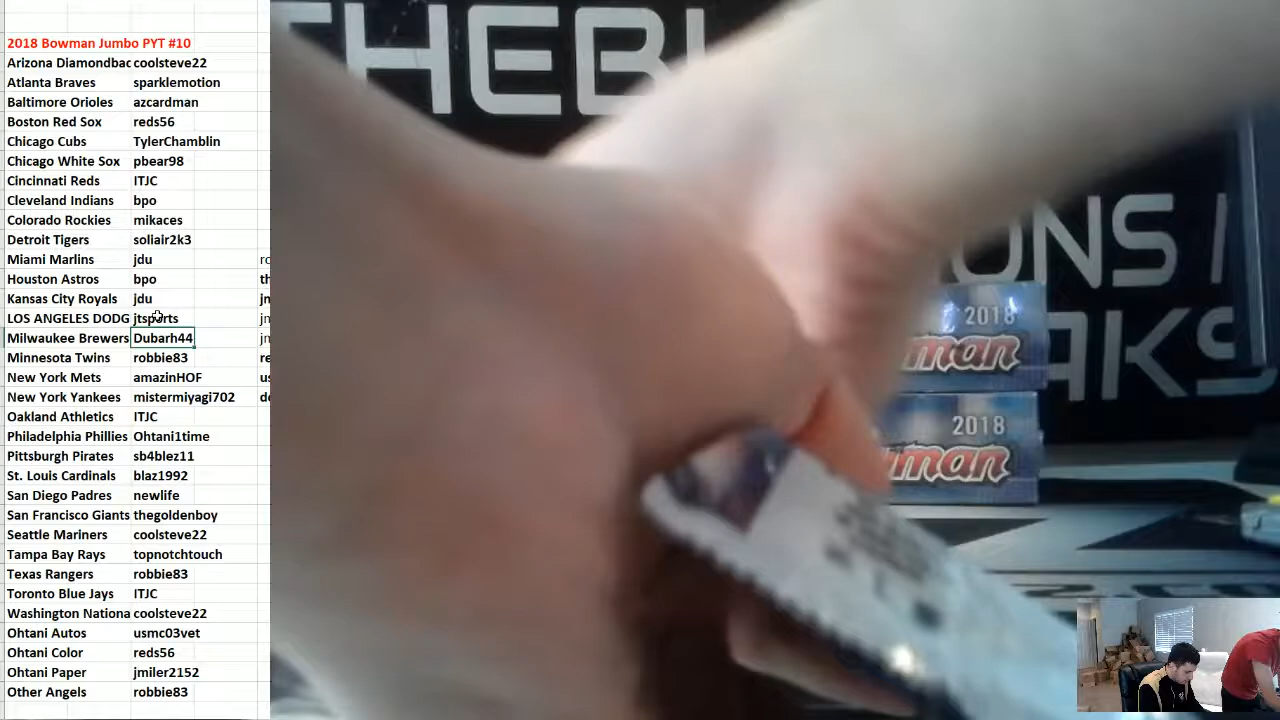 2018 Bowman Jumbo PYT #10
Arizona Diamondbac coolsteve22
Atlanta Braves sparklemotion
Baltimore Orioles azcardman
Boston Red Sox reds56
Chicago Cubs TylerChamblin
Chicago White Sox pbear98
Cincinnati Reds ITJC
Cleveland Indians bpo
Colorado Rockies mikaces
Detroit Tigers soliair2k3
Miami Marlins jdu
Houston Astros bpo
Kansas City Royals jdu
LOS ANGELES DODG jtsports
Milwaukee Brewers Dubarh44
Minnesota Twins robbie83
New York Mets amazinHOF
New York Yankees mistermiyagi702
Oakland Athletics ITJC
Philadelphia Phillies Ohtani1time
Pittsburgh Pirates sb4blez11
St. Louis Cardinals blaz1992
San Diego Padres newlife
San Francisco Giants thegoldenboy
Seattle Mariners coolsteve22
Tampa Bay Rays topnotchtouch
Texas Rangers robbie83
Toronto Blue Jays ITJC
Washington Nationa coolsteve22
Ohtani Autos usmc03vet
Ohtani Color reds56
Ohtani Paper jmiler2152
Other Angels robbie83
THEB
ONS
AKS
2018
man
2018
man